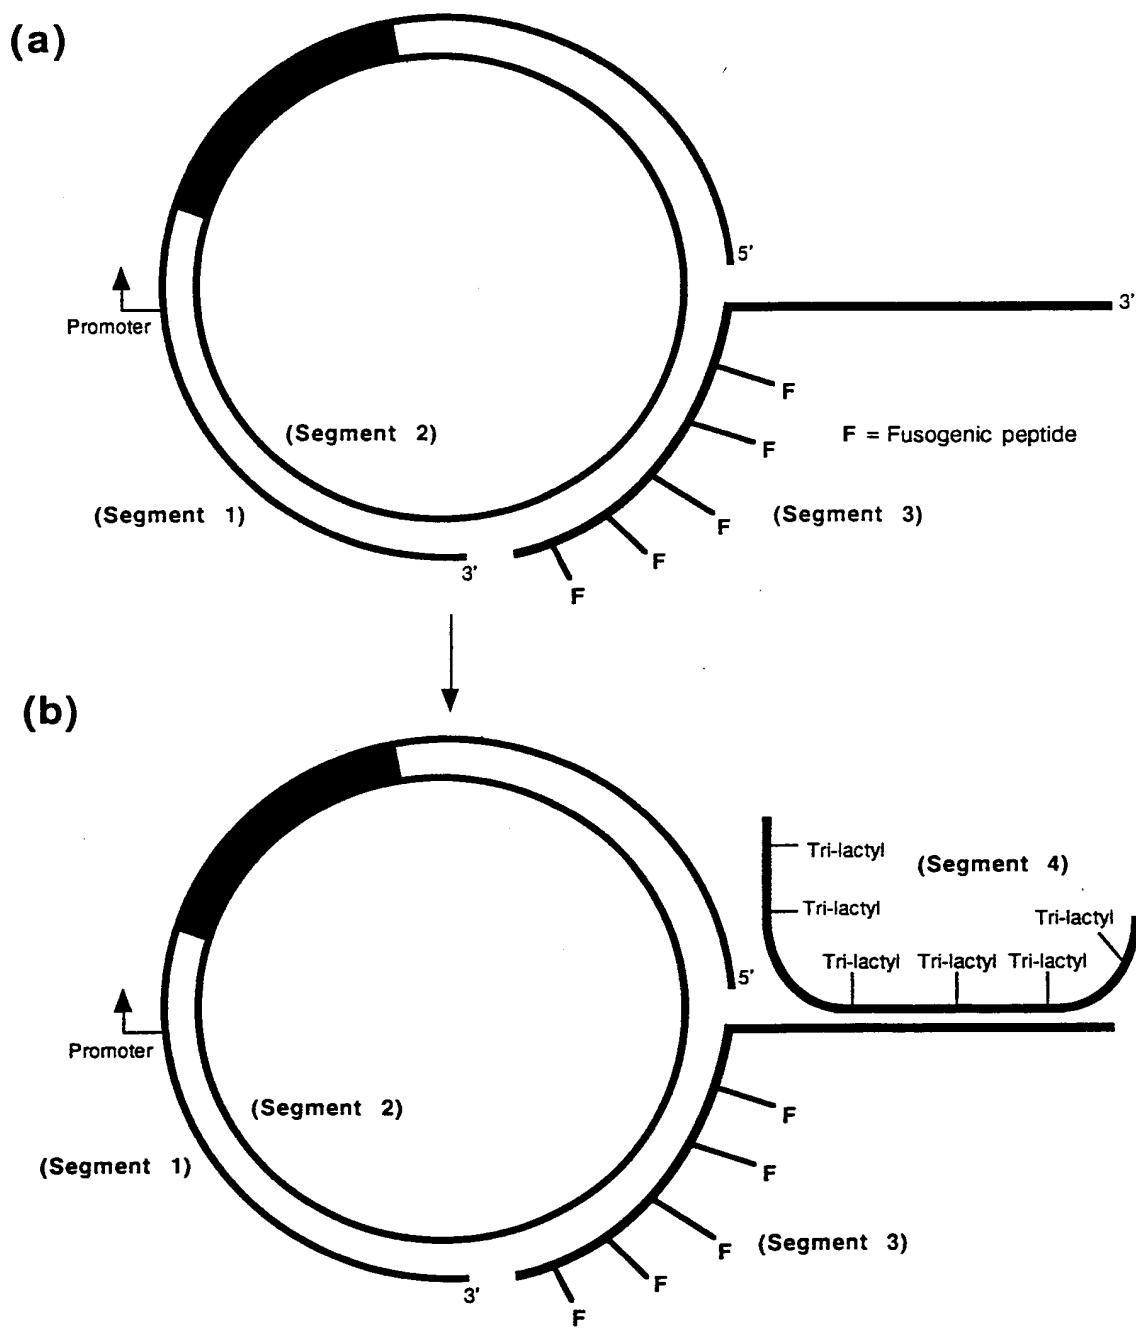 (a)
5'
3'
Promoter
F
F = Fusogenic peptide
(Segment 2)
F
(Segment 1)
F
(Segment 3)
F
3'
F
(b)
Tri-lactyl
(Segment 4)
Tri-lactyl
Tri-lactyl
Tri-lactyl
Tri-lactyl
Tri-lactyl
5'
Promoter
(Segment 2)
F
(Segment 1)
F
F
(Segment 3)
F
3'
F